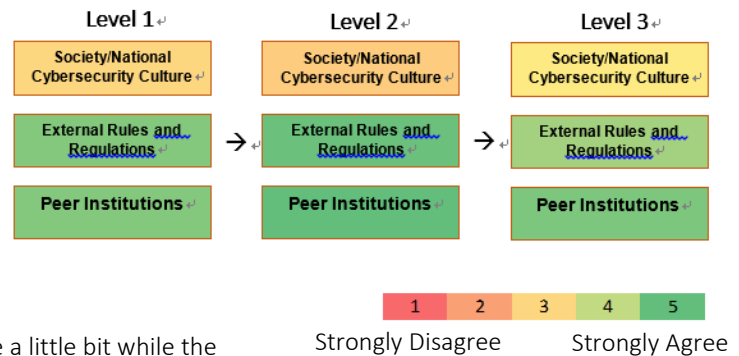 Level 1
Level 2
Level 3
Society/National
Cybersecurity Culture
Society/National
Cybersecurity Culture
Society/National
Cybersecurity Culture
External Rules and
Regulations
→
External Rules and
Regulations
→
External Rules and
Regulations
Peer Institutions
Peer Institutions
Peer Institutions
1 2 3 4 5
Strongly Disagree
Strongly Agree
e a little bit while the